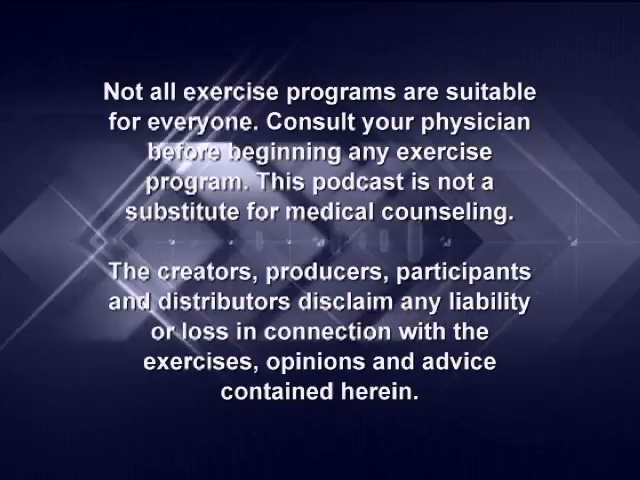 Not all exercise programs are suitable
for everyone. Consult your physician
before beginning any exercise
program. This podcast is not a
substitute for medical counseling.
The creators, producers, participants
and distributors disclaim any liability
or loss in connection with the
exercises, opinions and advice
contained herein.